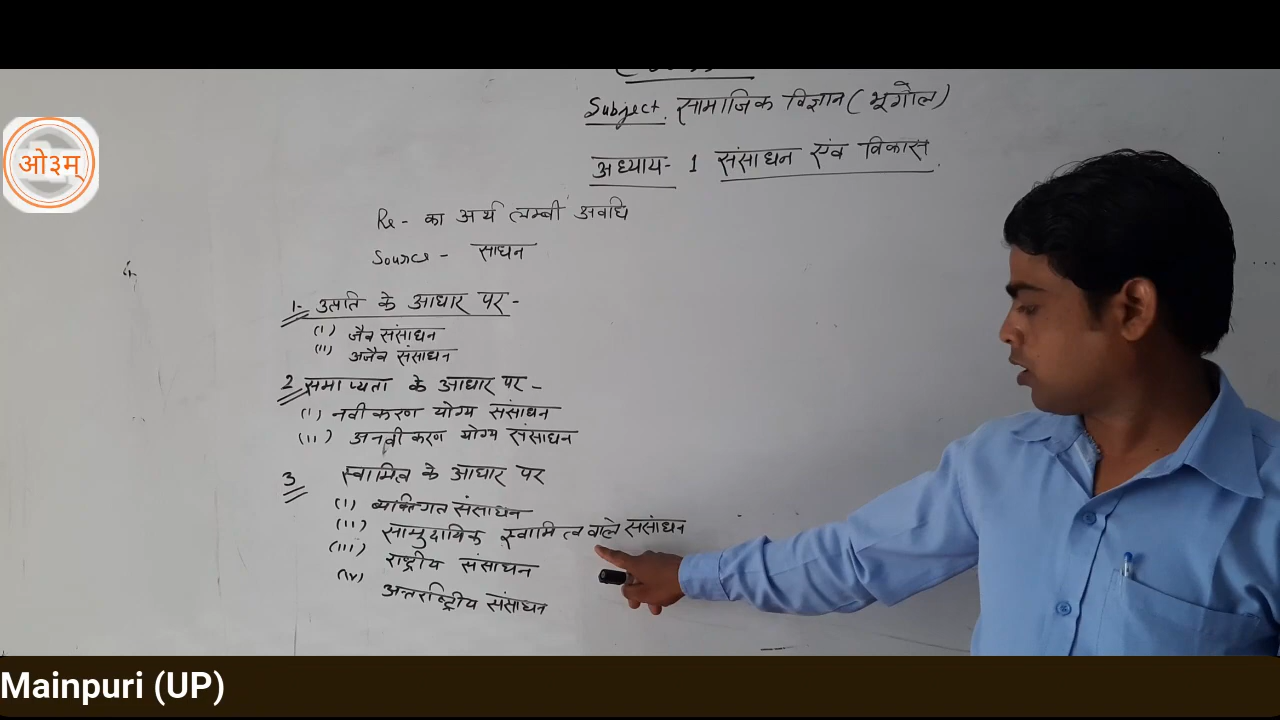 Subject. सामाजिक विज्ञान (भूगोल)
अध्याय- 1 संसाधन एंव विकास
ओ३म्
Re - का अर्थ लम्बी अवधि
Source - साधन
1- उत्पति के आधार पर -
(i) जैव संसाधन
(ii) अजैव संसाधन
2 समाप्यता के आधार पर -
(i) नवीकरण योग्य संसाधन
(ii) अनवीकरण योग्य संसाधन
3 स्वामित्व के आधार पर
(i) व्यक्तिगत संसाधन
(ii) सामुदायिक स्वामित्व वाले संसाधन
(iii) राष्ट्रीय संसाधन
(iv) अन्तर्राष्ट्रीय संसाधन
Mainpuri (UP)